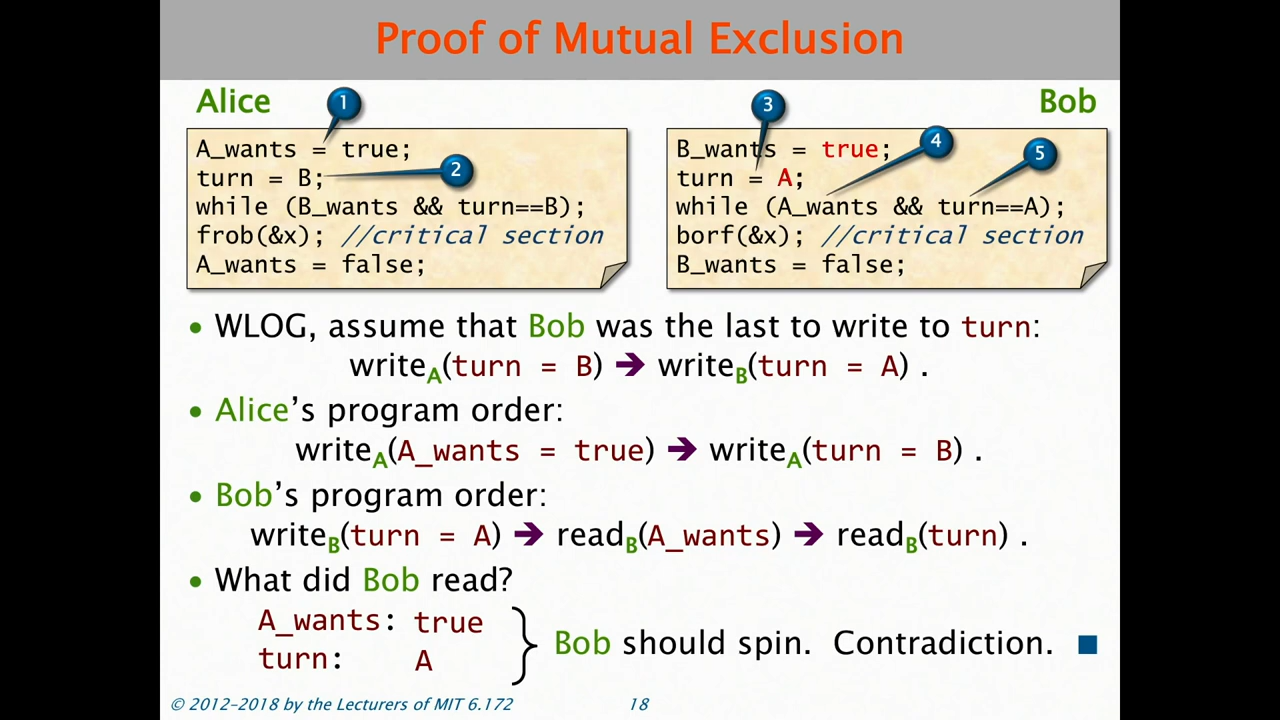 Proof of Mutual Exclusion
Alice
1
A_wants = true;
turn = B;
2
while (B_wants && turn==B);
frob(&x); //critical section
A_wants = false;
Bob
3
4
5
B_wants = true;
turn = A;
while (A_wants && turn==A);
borf(&x); //critical section
B_wants = false;
• WLOG, assume that Bob was the last to write to turn:
writeA(turn = B) ➔ writeB(turn = A) .
• Alice’s program order:
writeA(A_wants = true) ➔ writeA(turn = B) .
• Bob’s program order:
writeB(turn = A) ➔ readB(A_wants) ➔ readB(turn) .
• What did Bob read?
A_wants: true
turn: A
Bob should spin. Contradiction. ■
© 2012–2018 by the Lecturers of MIT 6.172
18